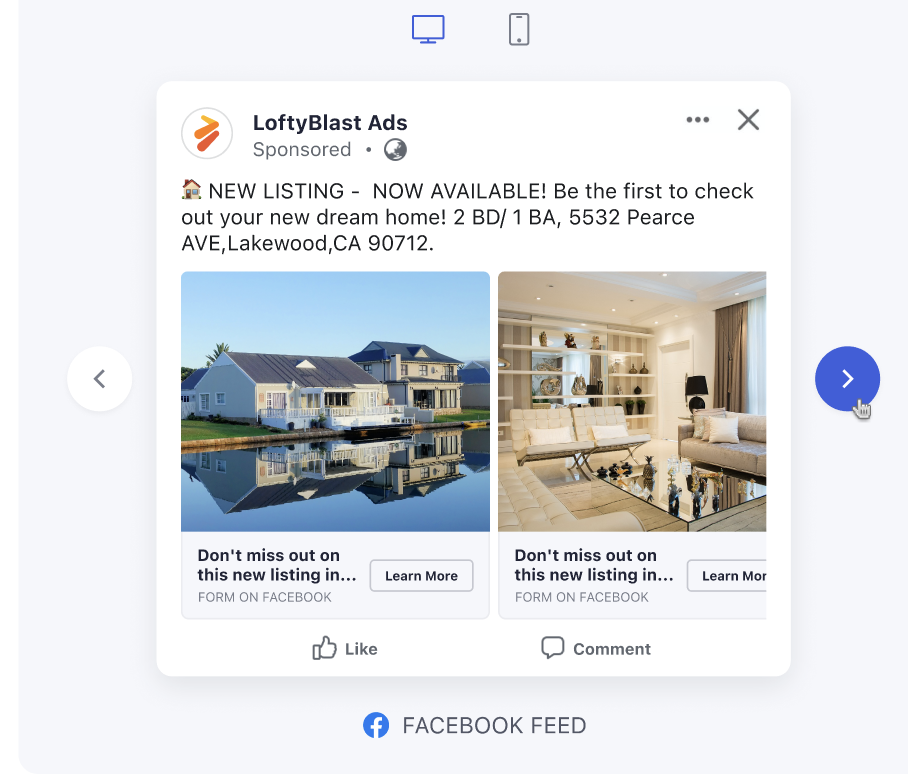 LoftyBlast Ads
Sponsored •
🏠 NEW LISTING - NOW AVAILABLE! Be the first to check
out your new dream home! 2 BD/ 1 BA, 5532 Pearce
AVE,Lakewood,CA 90712.
Don't miss out on
this new listing in...
FORM ON FACEBOOK
Learn More
Don't miss out on
this new listing in...
FORM ON FACEBOOK
Learn Mor
Like
Comment
FACEBOOK FEED